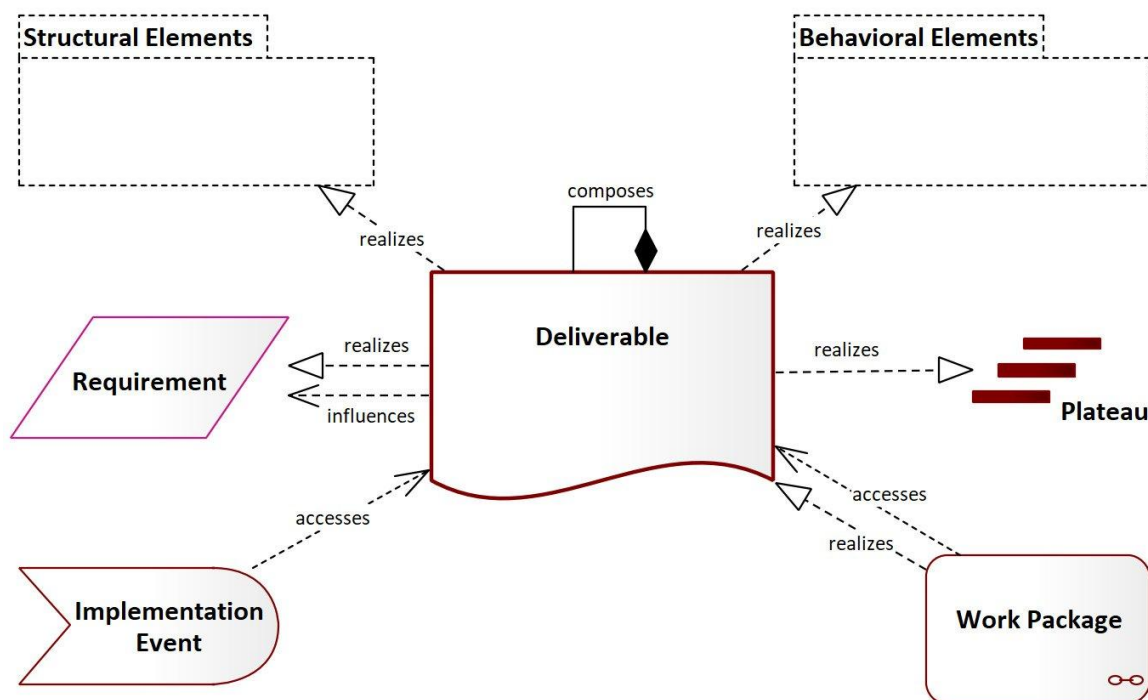 Structural Elements
Behavioral Elements
composes
realizes
realizes
Deliverable
realizes
realizes
Requirement
influences
Plateau
accesses
accesses
realizes
Implementation
Event
Work Package